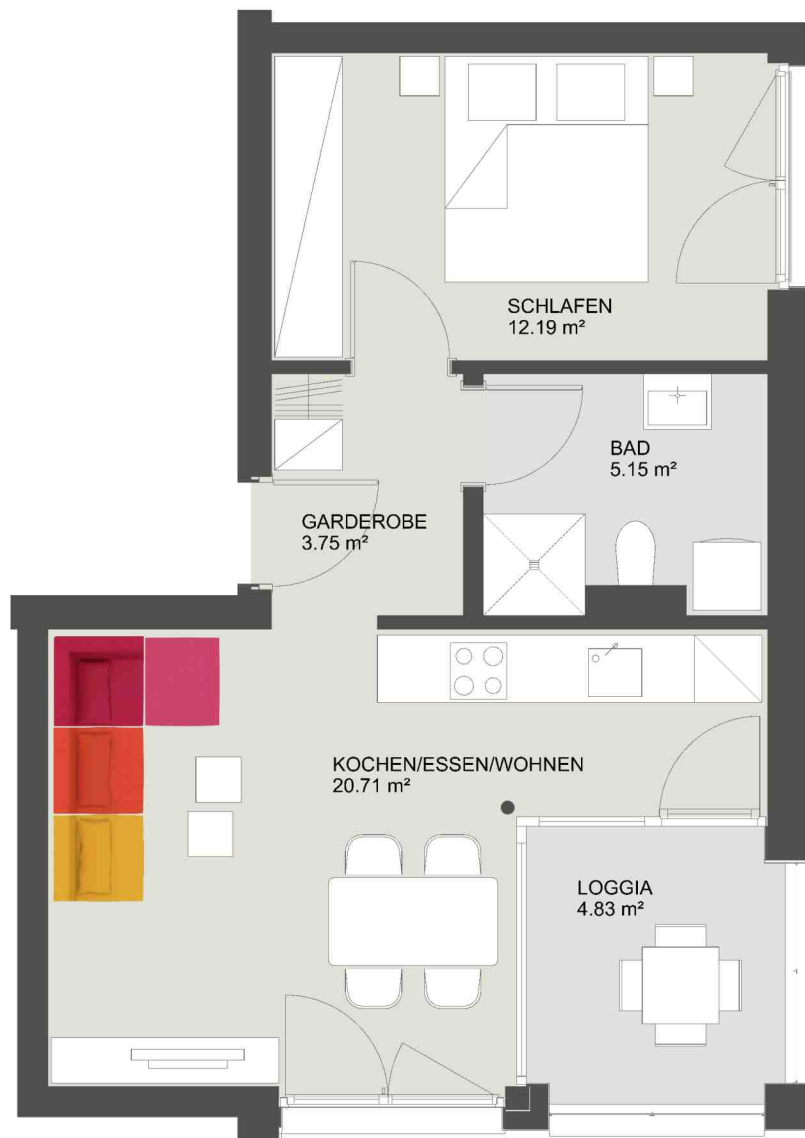 SCHLAFEN
12.19 m²
BAD
5.15 m²
GARDEROBE
3.75 m²
KOCHEN/ESSEN/WOHNEN
20.71 m²
LOGGIA
4.83 m²